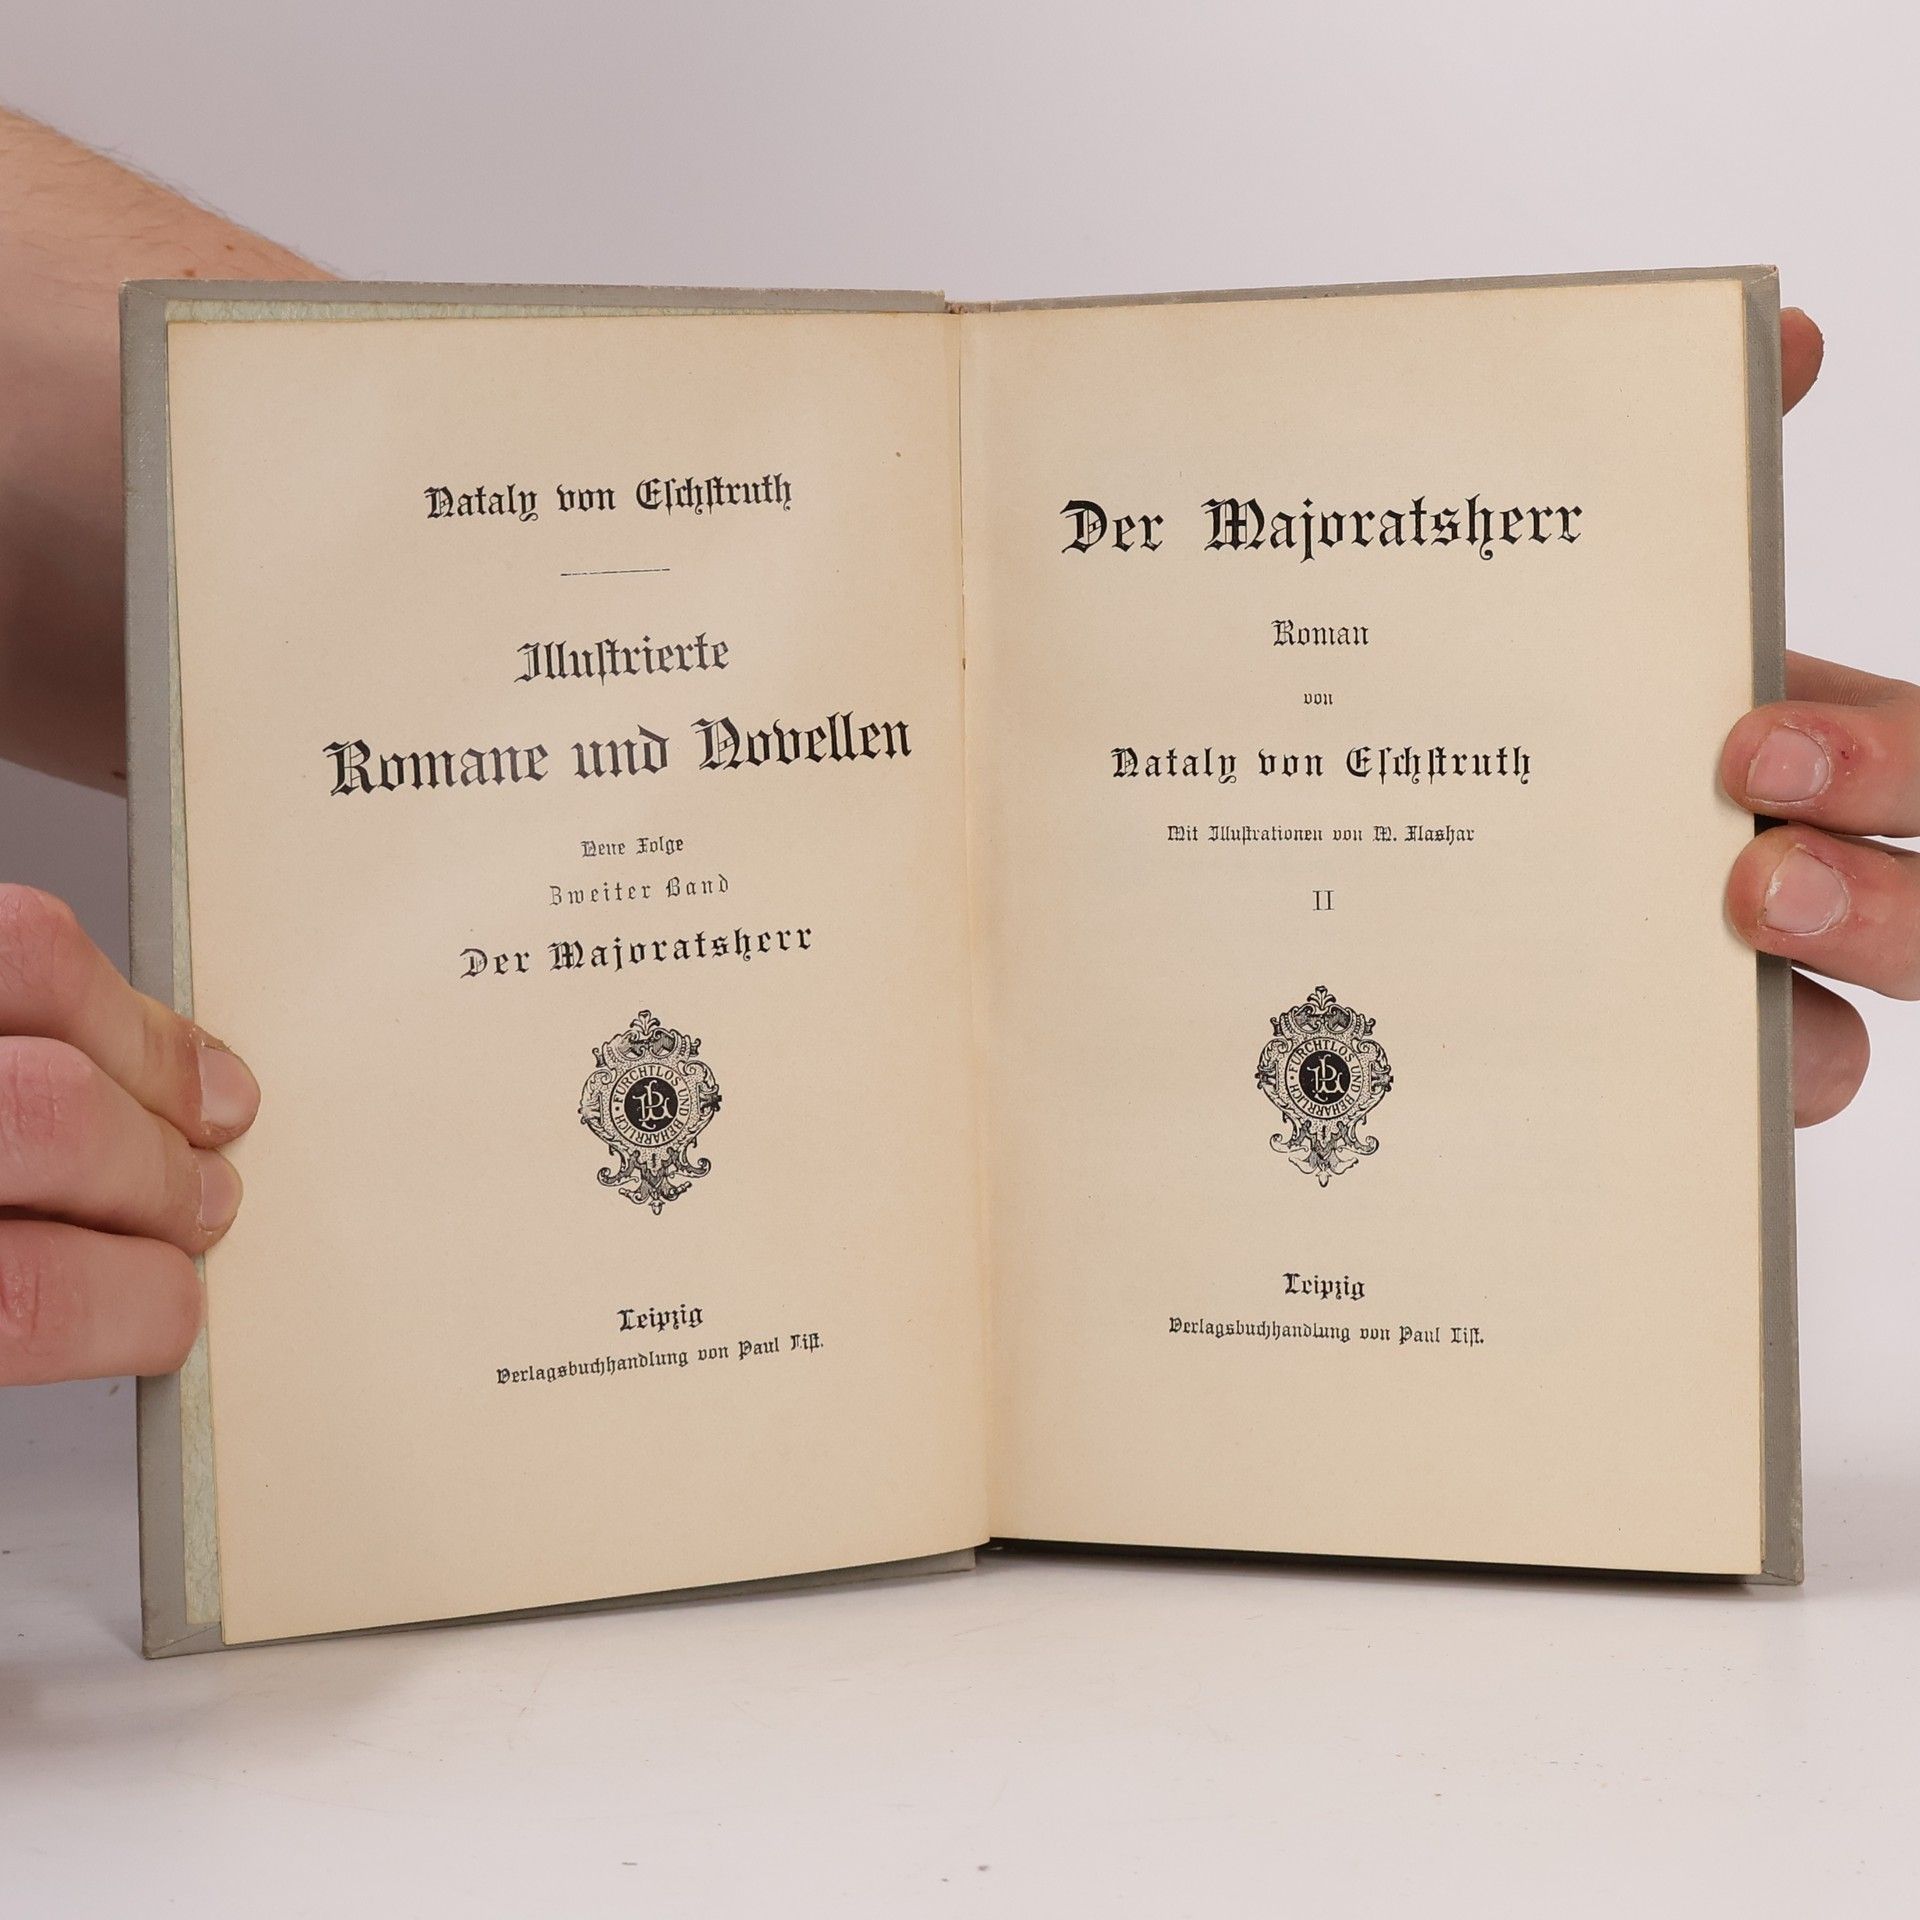 Nataly von Eſchſtruth
Illuſtrierte
Romane und Novellen
Neue Folge
Zweiter Band
Der Majoratsherr
FURCHTLOS UND BEHARRLICH
PL
Leipzig
Verlagsbuchhandlung von Paul Liſt.
Der Majoratsherr
Roman
von
Nataly von Eſchſtruth
Mit Illuſtrationen von M. Flashar
II
FURCHTLOS UND BEHARRLICH
PL
Leipzig
Verlagsbuchhandlung von Paul Liſt.